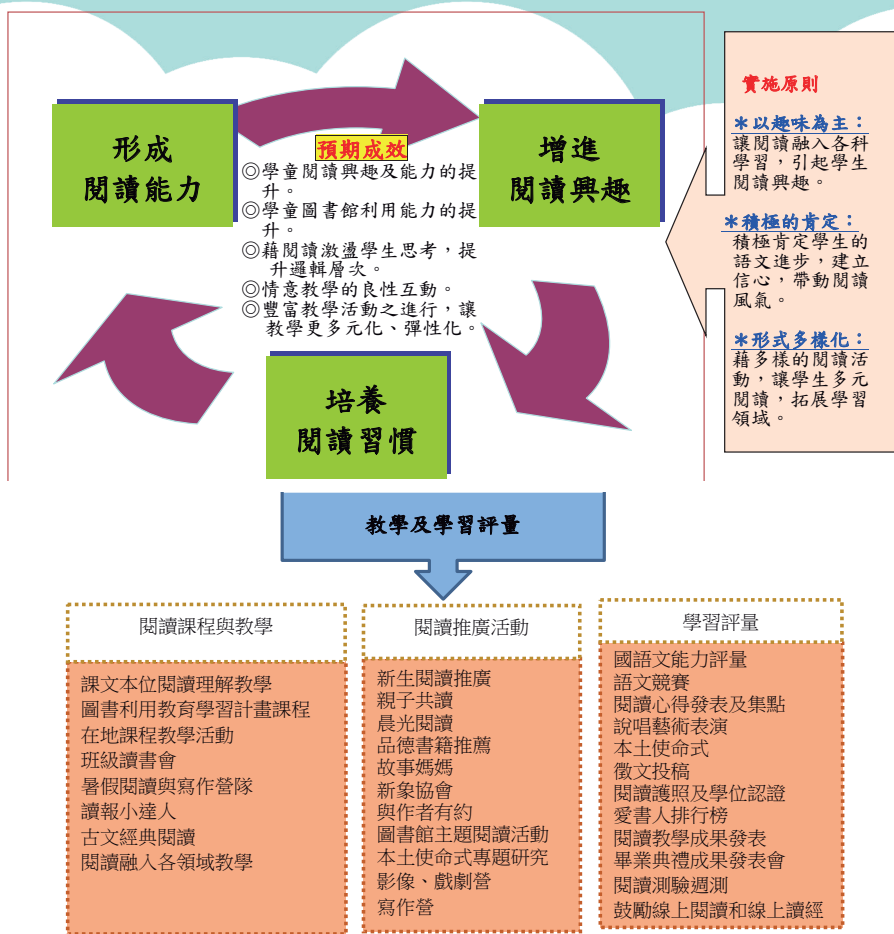 形成
閱讀能力
預期成效
◎學童閱讀興趣及能力的提
升。
◎學童圖書館利用能力的提
升。
◎藉閱讀激盪學生思考，提
升邏輯層次。
◎情意教學的良性互動。
◎豐富教學活動之進行，讓
教學更多元化、彈性化。
增進
閱讀興趣
培養
閱讀習慣
實施原則
＊以趣味為主：
讓閱讀融入各科
學習，引起學生
閱讀興趣。
＊積極的肯定：
積極肯定學生的
語文進步，建立
信心，帶動閱讀
風氣。
＊形式多樣化：
藉多樣的閱讀活
動，讓學生多元
閱讀，拓展學習
領域。
教學及學習評量
閱讀課程與教學
課文本位閱讀理解教學
圖書利用教育學習計畫課程
在地課程教學活動
班級讀書會
暑假閱讀與寫作營隊
讀報小達人
古文經典閱讀
閱讀融入各領域教學
閱讀推廣活動
新生閱讀推廣
親子共讀
晨光閱讀
品德書籍推薦
故事媽媽
新象協會
與作者有約
圖書館主題閱讀活動
本土使命式專題研究
影像、戲劇營
寫作營
學習評量
國語文能力評量
語文競賽
閱讀心得發表及集點
說唱藝術表演
本土使命式
徵文投稿
閱讀護照及學位認證
愛書人排行榜
閱讀教學成果發表
畢業典禮成果發表會
閱讀測驗週測
鼓勵線上閱讀和線上讀經